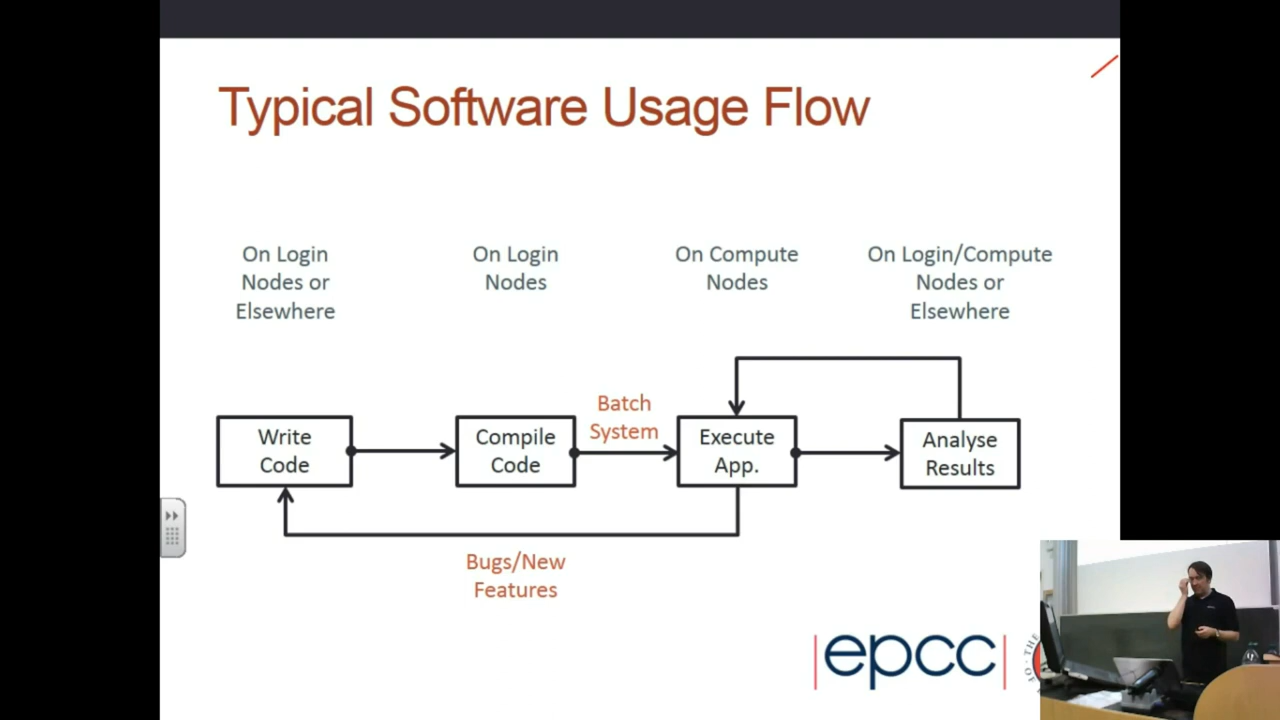 Typical Software Usage Flow
On Login
Nodes or
Elsewhere
On Login
Nodes
On Compute
Nodes
On Login/Compute
Nodes or
Elsewhere
Write
Code
Compile
Code
Batch
System
Execute
App.
Analyse
Results
Bugs/New
Features
|epcc|
THE